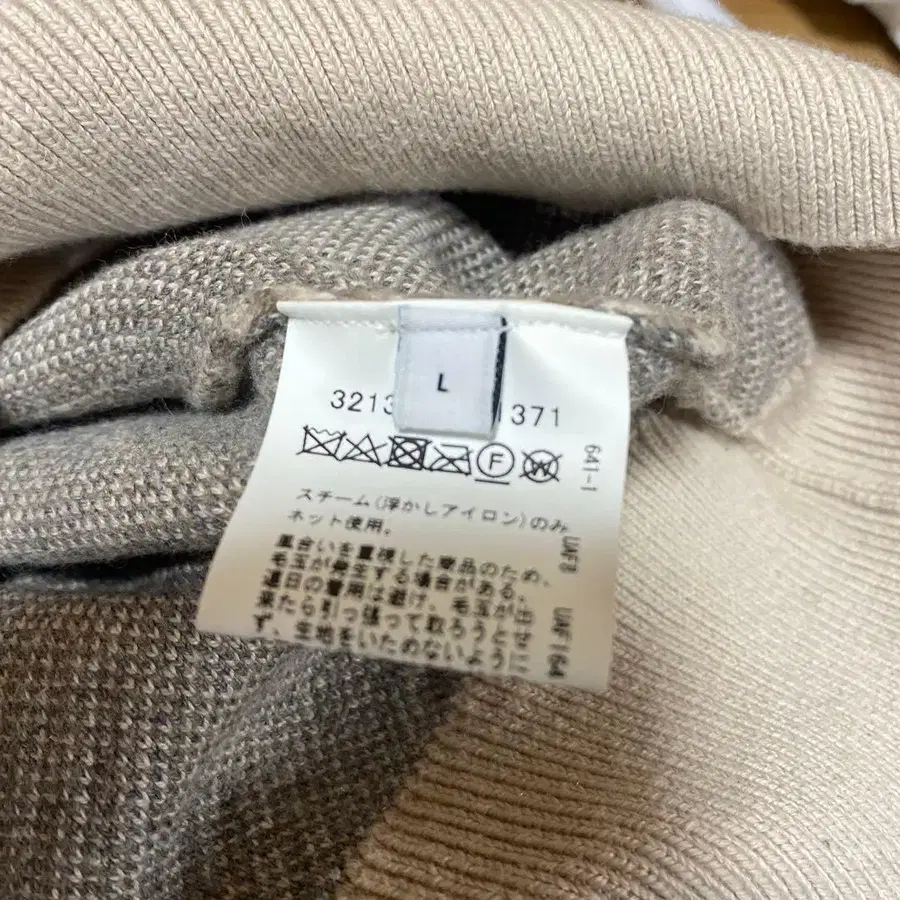 L
3213 371
F W
スチーム(浮かしアイロン)のみ
ネット使用。
風合いを重視した商品のため、
毛玉が発生する場合がある。
連日の着用は避け、毛玉が出
来たら引っ張って取ろうとせ
ず、生地をいためないように
641-1
UAF8 UAF164